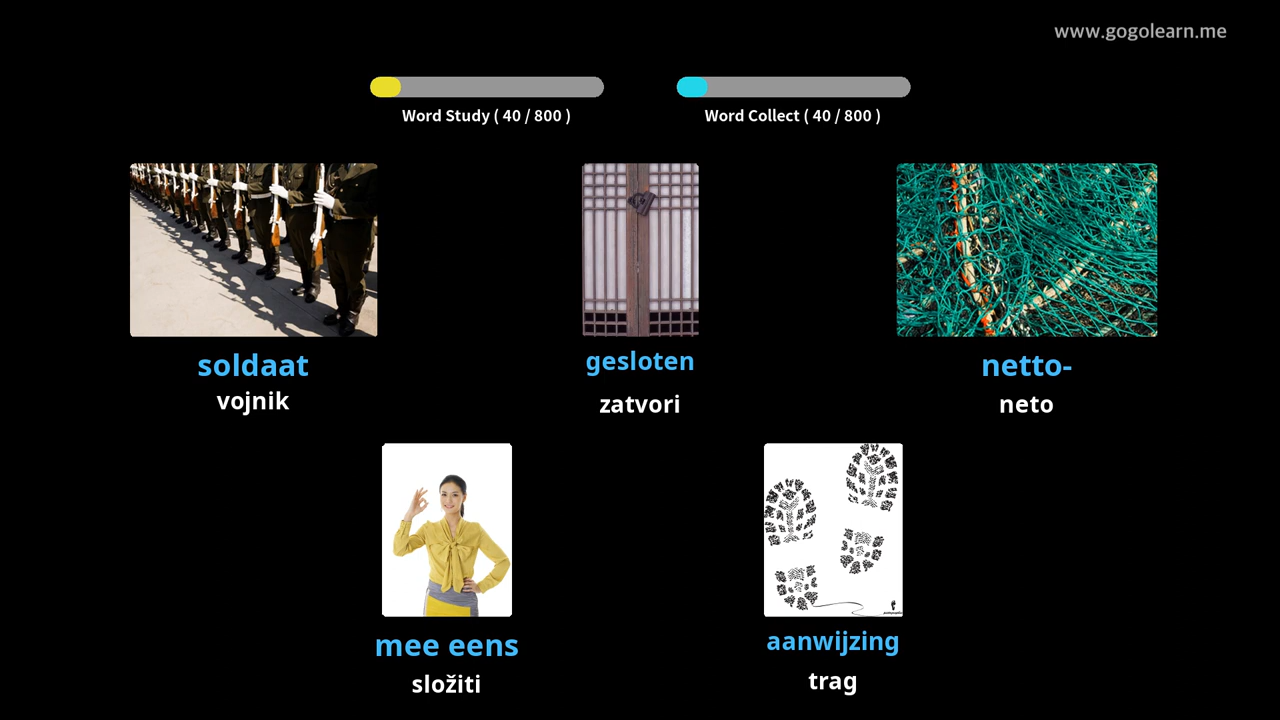 www.gogolearn.me
Word Study ( 40 / 800 )
Word Collect ( 40 / 800 )
soldaat
vojnik
gesloten
zatvori
netto-
neto
mee eens
složiti
aanwijzing
trag